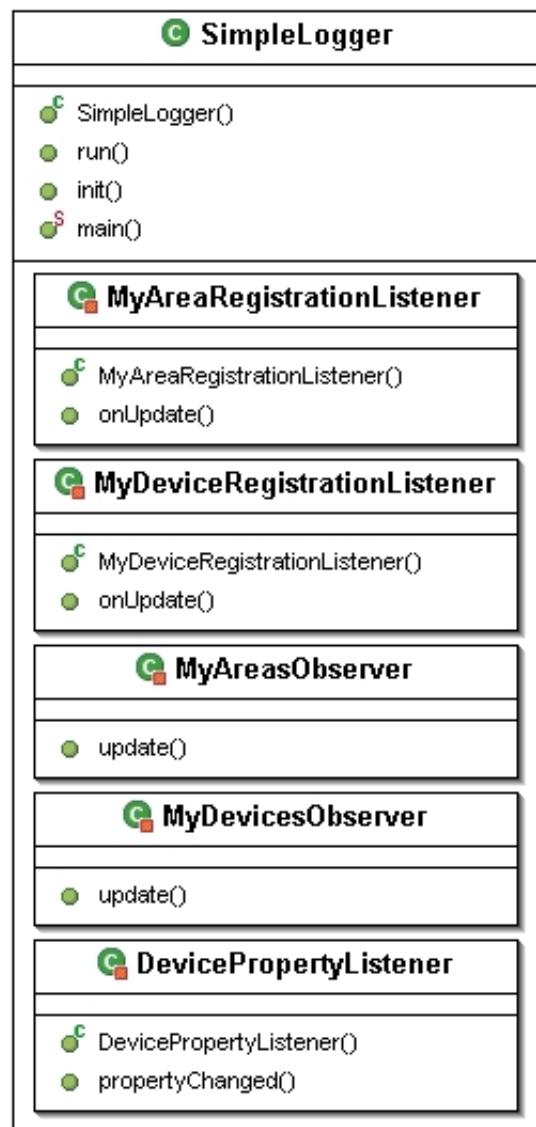 C SimpleLogger
C SimpleLogger()
run()
init()
S main()
C MyAreaRegistrationListener
C MyAreaRegistrationListener()
onUpdate()
C MyDeviceRegistrationListener
C MyDeviceRegistrationListener()
onUpdate()
C MyAreasObserver
update()
C MyDevicesObserver
update()
C DevicePropertyListener
C DevicePropertyListener()
propertyChanged()